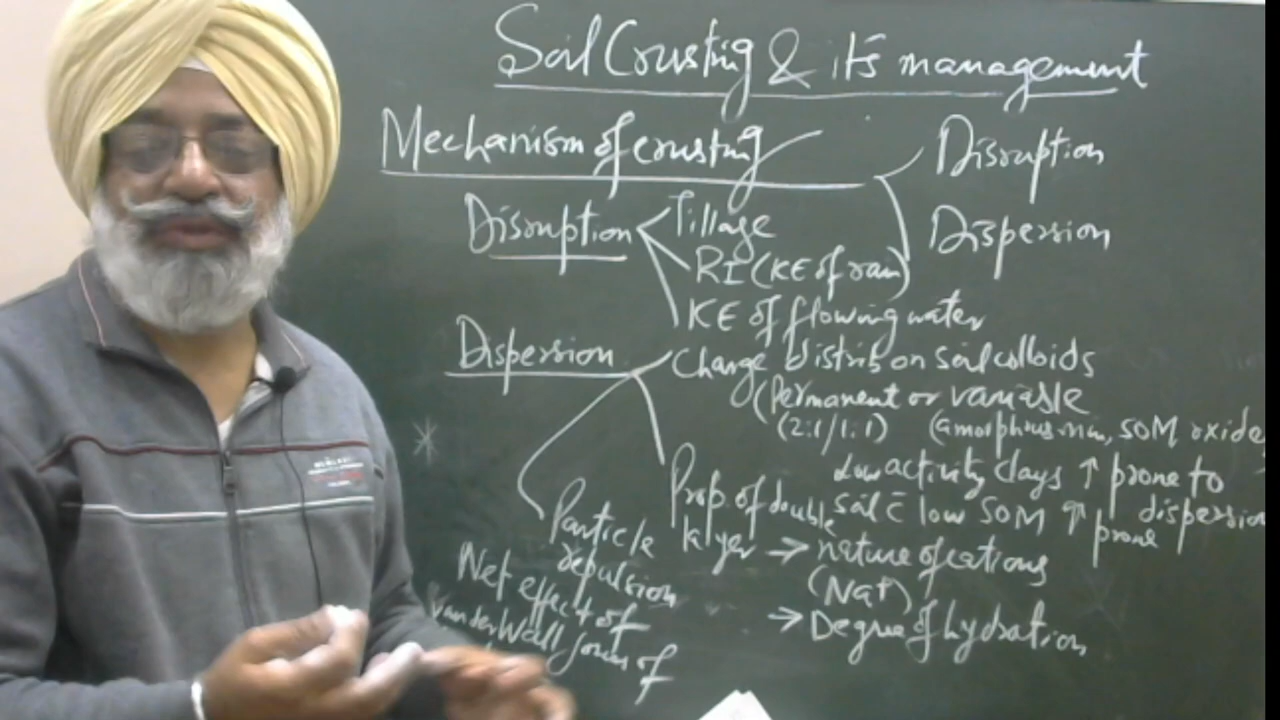 Soil Crusting & its management
Mechanism of crusting
Disruption
Dispersion
Disruption
Tillage
RI (KE of rain)
KE of flowing water
Dispersion
Charge distrib on soil colloids
(Permanent or variable
(2:1/1:1) (amorphous min, SOM oxide
Low activity clays ↑ prone to dispersion
Soil c̄ low SOM ↑ prone
Prop. of double layer
→ nature of cations
(Na+)
→ Degree of hydration
Particle repulsion
Net effect of
van der Wall forces of